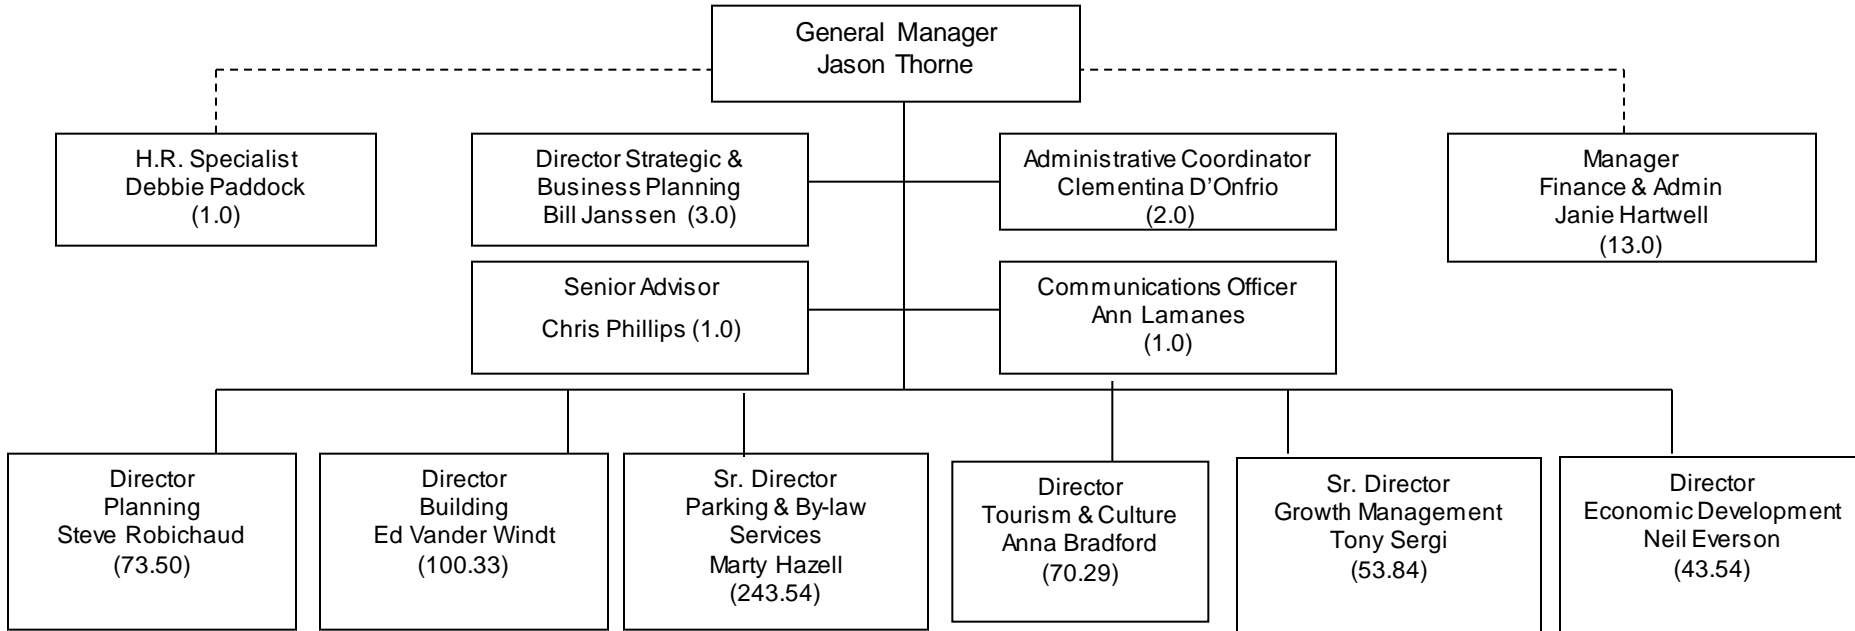 General Manager
Jason Thorne
H.R. Specialist
Debbie Paddock
(1.0)
Director Strategic &
Business Planning
Bill Janssen (3.0)
Administrative Coordinator
Clementina D’Onfrio
(2.0)
Manager
Finance & Admin
Janie Hartwell
(13.0)
Senior Advisor
Chris Phillips (1.0)
Communications Officer
Ann Lamanes
(1.0)
Director
Planning
Steve Robichaud
(73.50)
Director
Building
Ed Vander Windt
(100.33)
Sr. Director
Parking & By-law
Services
Marty Hazell
(243.54)
Director
Tourism & Culture
Anna Bradford
(70.29)
Sr. Director
Growth Management
Tony Sergi
(53.84)
Director
Economic Development
Neil Everson
(43.54)